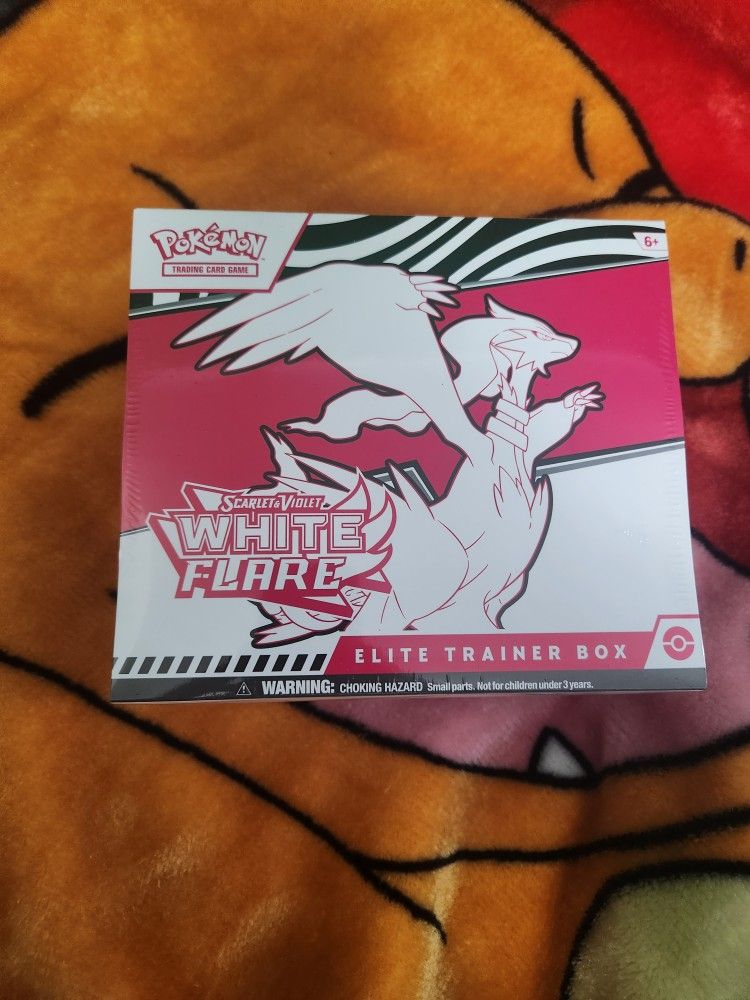 POKéMON
TRADING CARD GAME
6+
SCARLET & VIOLET
WHITE
FLARE
ELITE TRAINER BOX
WARNING: CHOKING HAZARD Small parts. Not for children under 3 years.